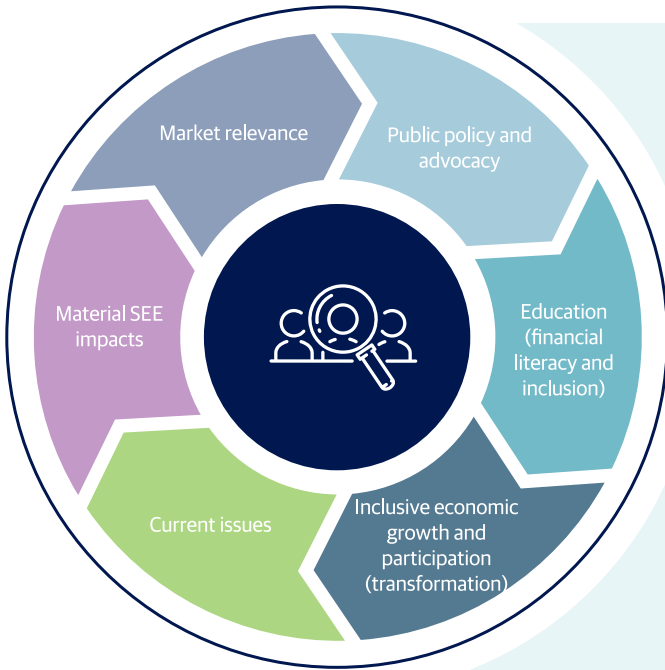 Market relevance
Public policy and
advocacy
Education
(financial
literacy and
inclusion)
Inclusive economic
growth and
participation
(transformation)
Current issues
Material SEE
impacts